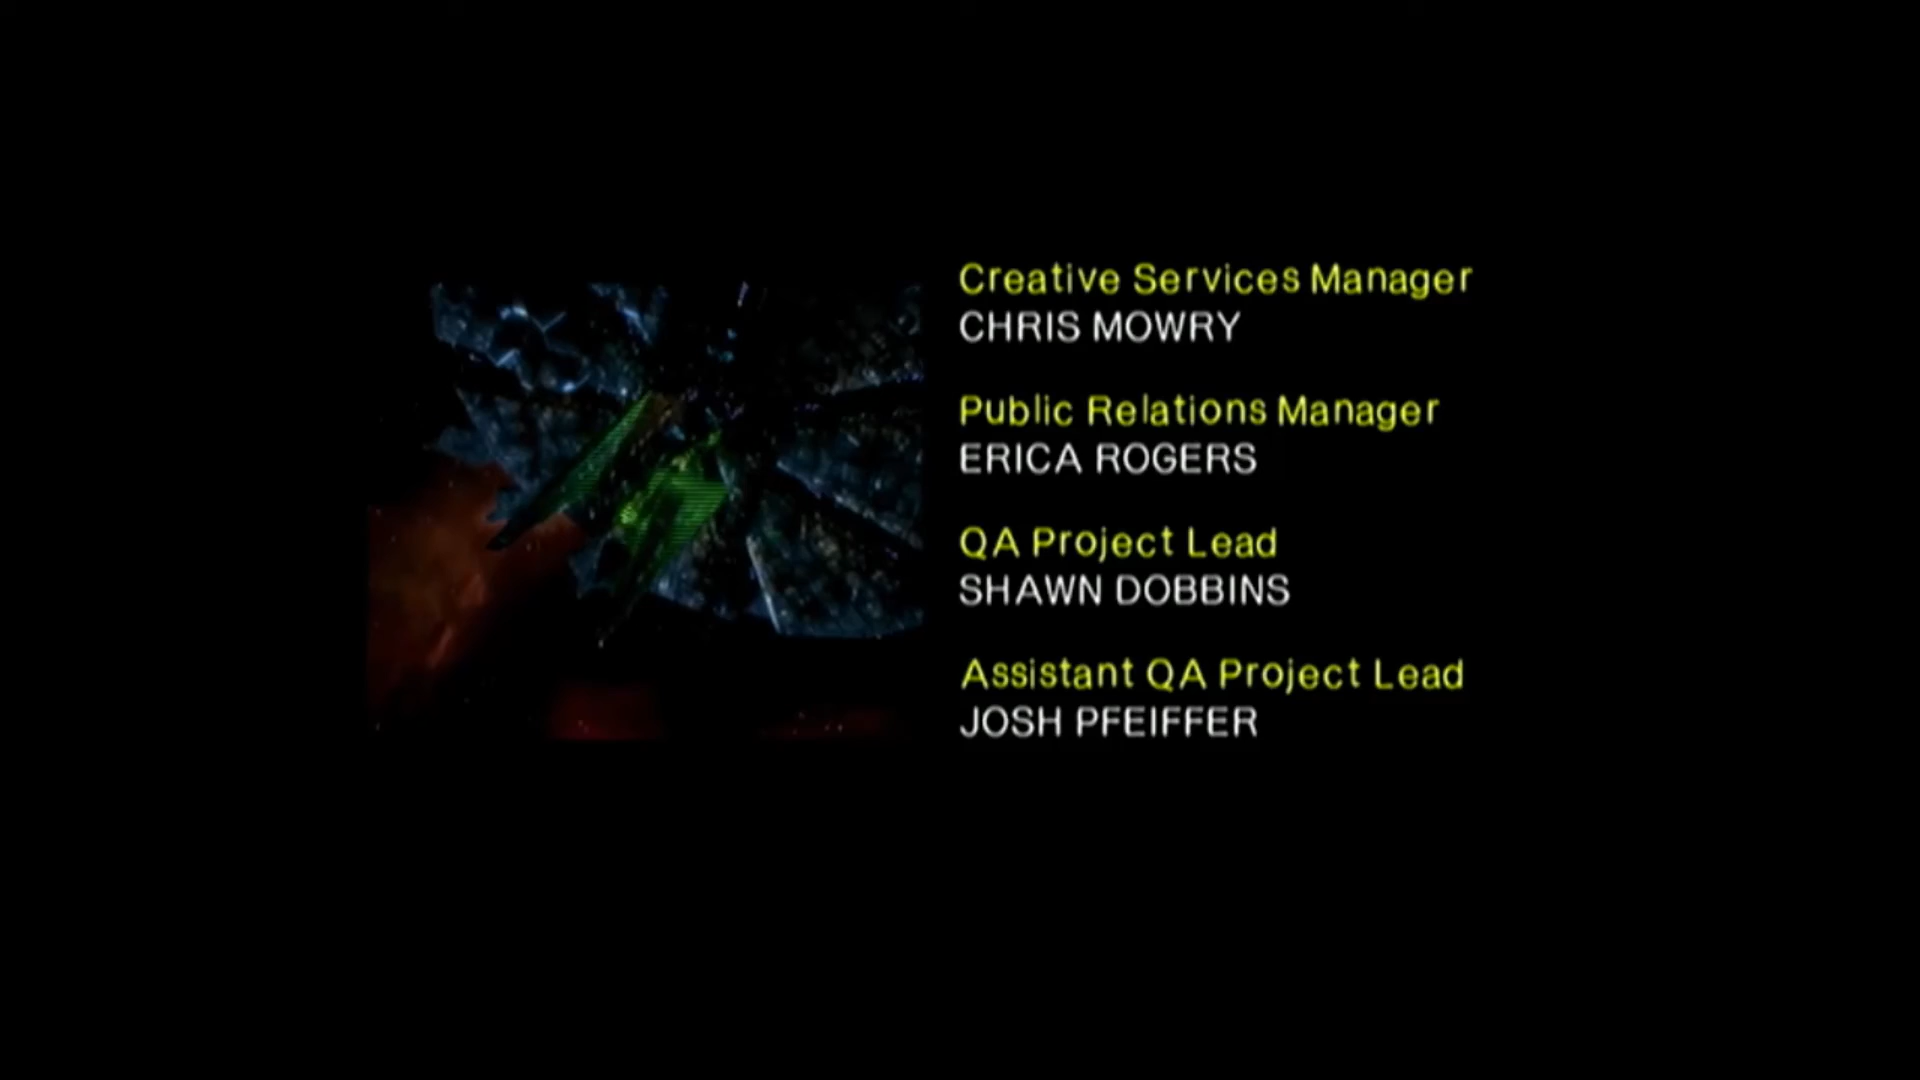 Creative Services Manager
CHRIS MOWRY
Public Relations Manager
ERICA ROGERS
QA Project Lead
SHAWN DOBBINS
Assistant QA Project Lead
JOSH PFEIFFER